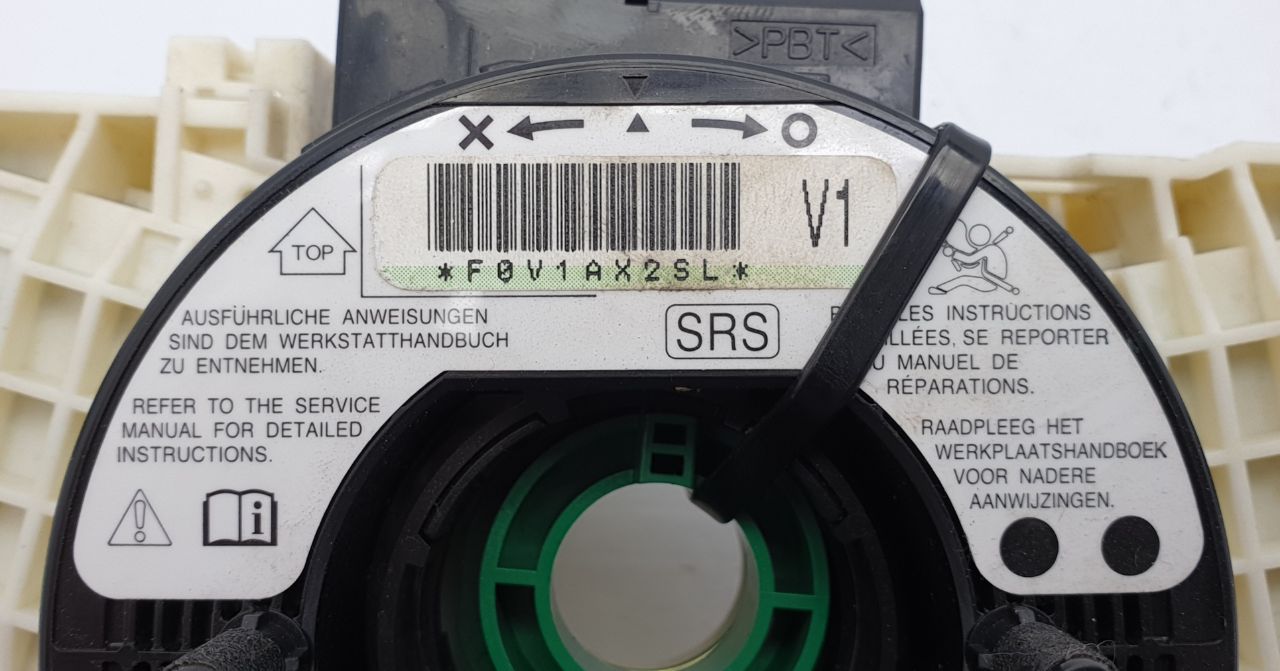 >PBT<
V1
*F0V1AX2SL*
TOP
SRS
AUSFÜHRLICHE ANWEISUNGEN
SIND DEM WERKSTATTHANDBUCH
ZU ENTNEHMEN.
REFER TO THE SERVICE
MANUAL FOR DETAILED
INSTRUCTIONS.
LES INSTRUCTIONS
SE REPORTER
MANUEL DE
RÉPARATIONS.
RAADPLEEG HET
WERKPLAATSHANDBOEK
VOOR NADERE
AANWIJZINGEN.